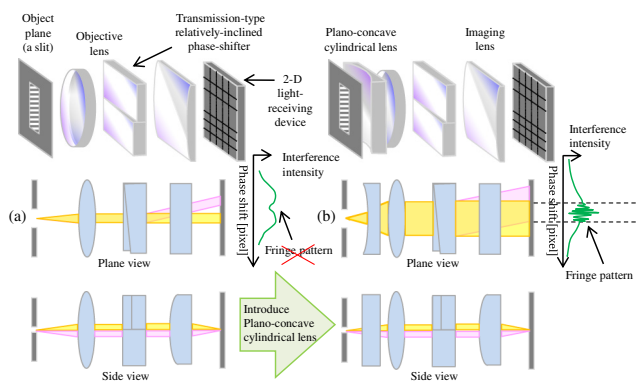 Object
plane
(a slit)
Objective
lens
Transmission-type
relatively-inclined
phase-shifter
2-D
light-
receiving
device
Plano-concave
cylindrical lens
Imaging
lens
Interference
intensity
Phase shift [pixel]
(a)
Fringe pattern
Plane view
Side view
Introduce
Plano-concave
cylindrical lens
Interference
intensity
Phase shift [pixel]
(b)
Fringe pattern
Plane view
Side view